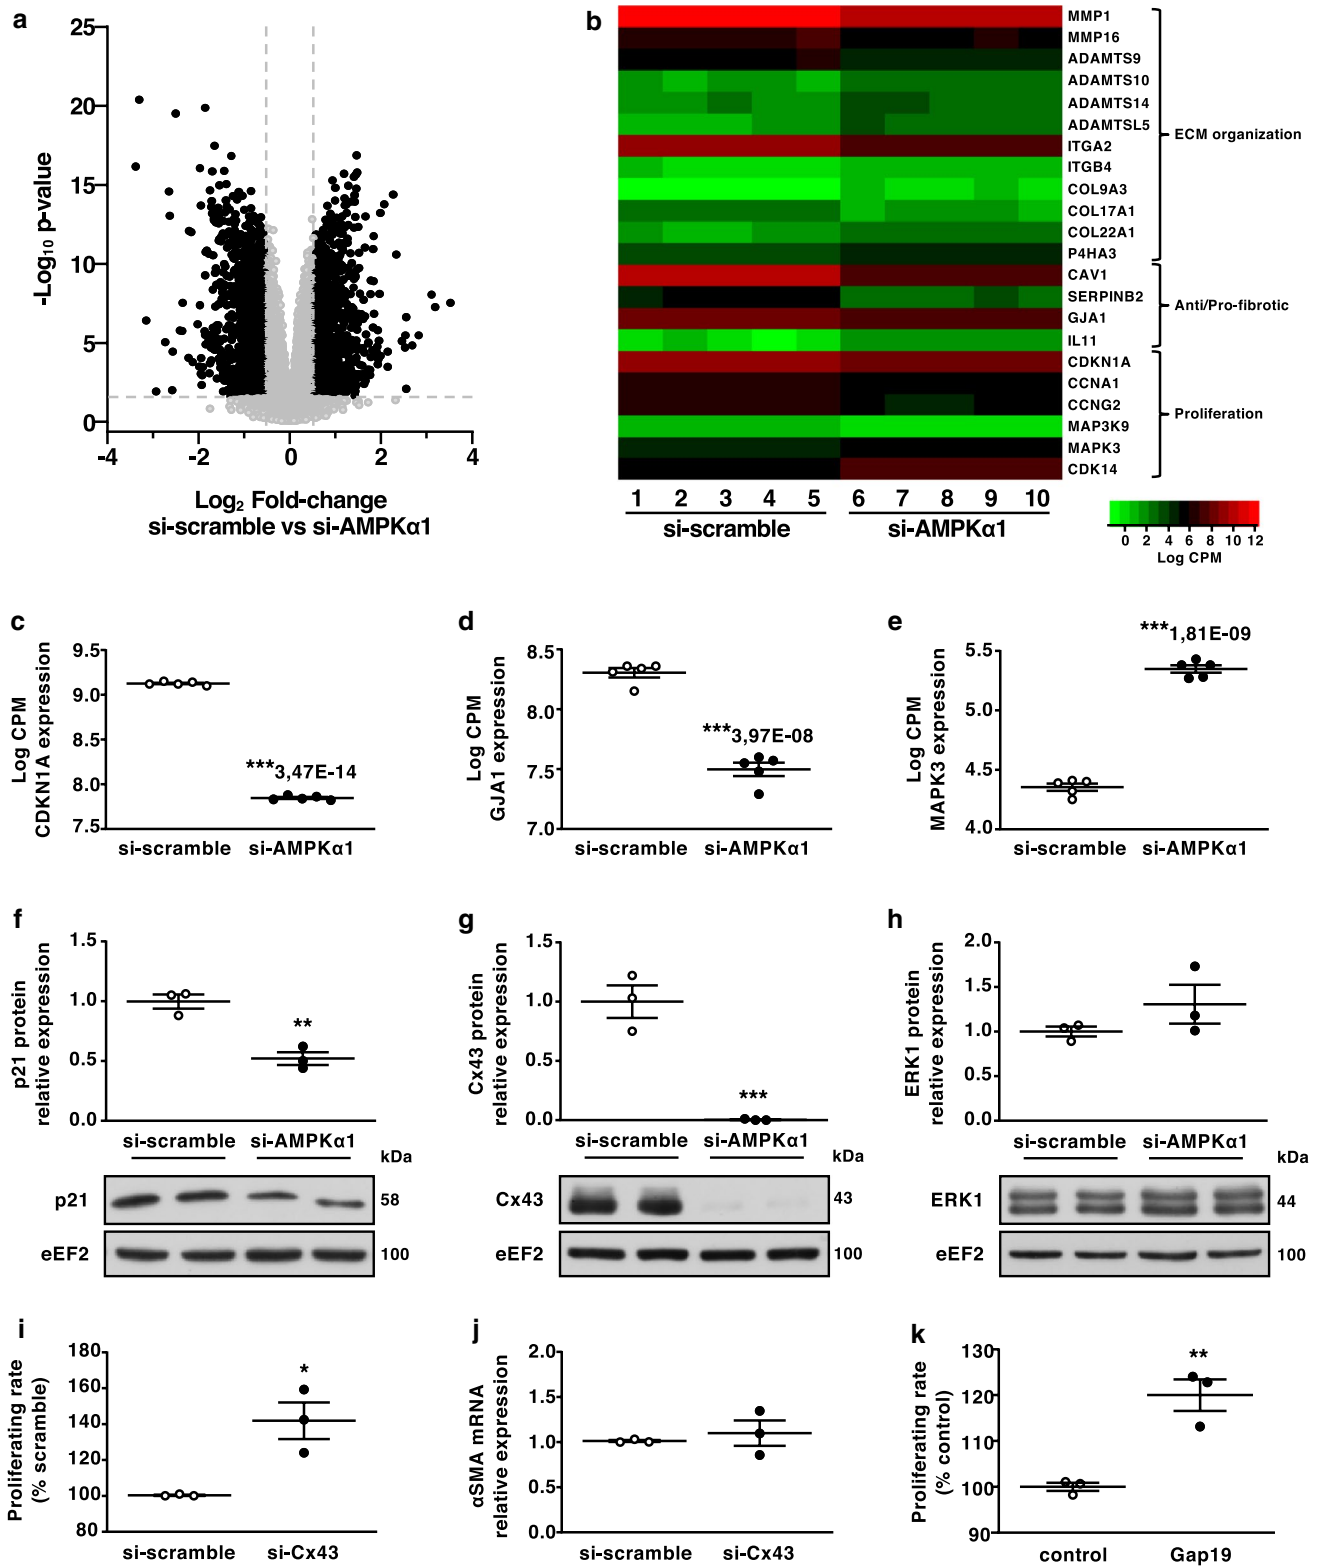 a
25
20
15
10
5
0
-Log10 p-value
-4 -2 0 2 4
Log2 Fold-change
si-scramble vs si-AMPKα1
b
MMP1
MMP16
ADAMTS9
ADAMTS10
ADAMTS14
ADAMTSL5
ITGA2
ITGB4
COL9A3
COL17A1
COL22A1
P4HA3
CAV1
SERPINB2
GJA1
IL11
CDKN1A
CCNA1
CCNG2
MAP3K9
MAPK3
CDK14
ECM organization
Anti/Pro-fibrotic
Proliferation
1 2 3 4 5 6 7 8 9 10
si-scramble si-AMPKα1
0 2 4 6 8 10 12
Log CPM
c
Log CPM
CDKN1A expression
9.5
9.0
8.5
8.0
7.5
***3,47E-14
si-scramble si-AMPKα1
d
Log CPM
GJA1 expression
8.5
8.0
7.5
7.0
***3,97E-08
si-scramble si-AMPKα1
e
Log CPM
MAPK3 expression
5.5
5.0
4.5
4.0
***1,81E-09
si-scramble si-AMPKα1
f
p21 protein
relative expression
1.5
1.0
0.5
0.0
**
si-scramble si-AMPKα1
kDa
p21 58
eEF2 100
g
Cx43 protein
relative expression
1.5
1.0
0.5
0.0
***
si-scramble si-AMPKα1
kDa
Cx43 43
eEF2 100
h
ERK1 protein
relative expression
2.0
1.5
1.0
0.5
0.0
si-scramble si-AMPKα1
kDa
ERK1 44
eEF2 100
i
Proliferating rate
(% scramble)
180
160
140
120
100
80
*
si-scramble si-Cx43
j
αSMA mRNA
relative expression
2.0
1.5
1.0
0.5
0.0
si-scramble si-Cx43
k
Proliferating rate
(% control)
130
120
110
100
90
**
control Gap19